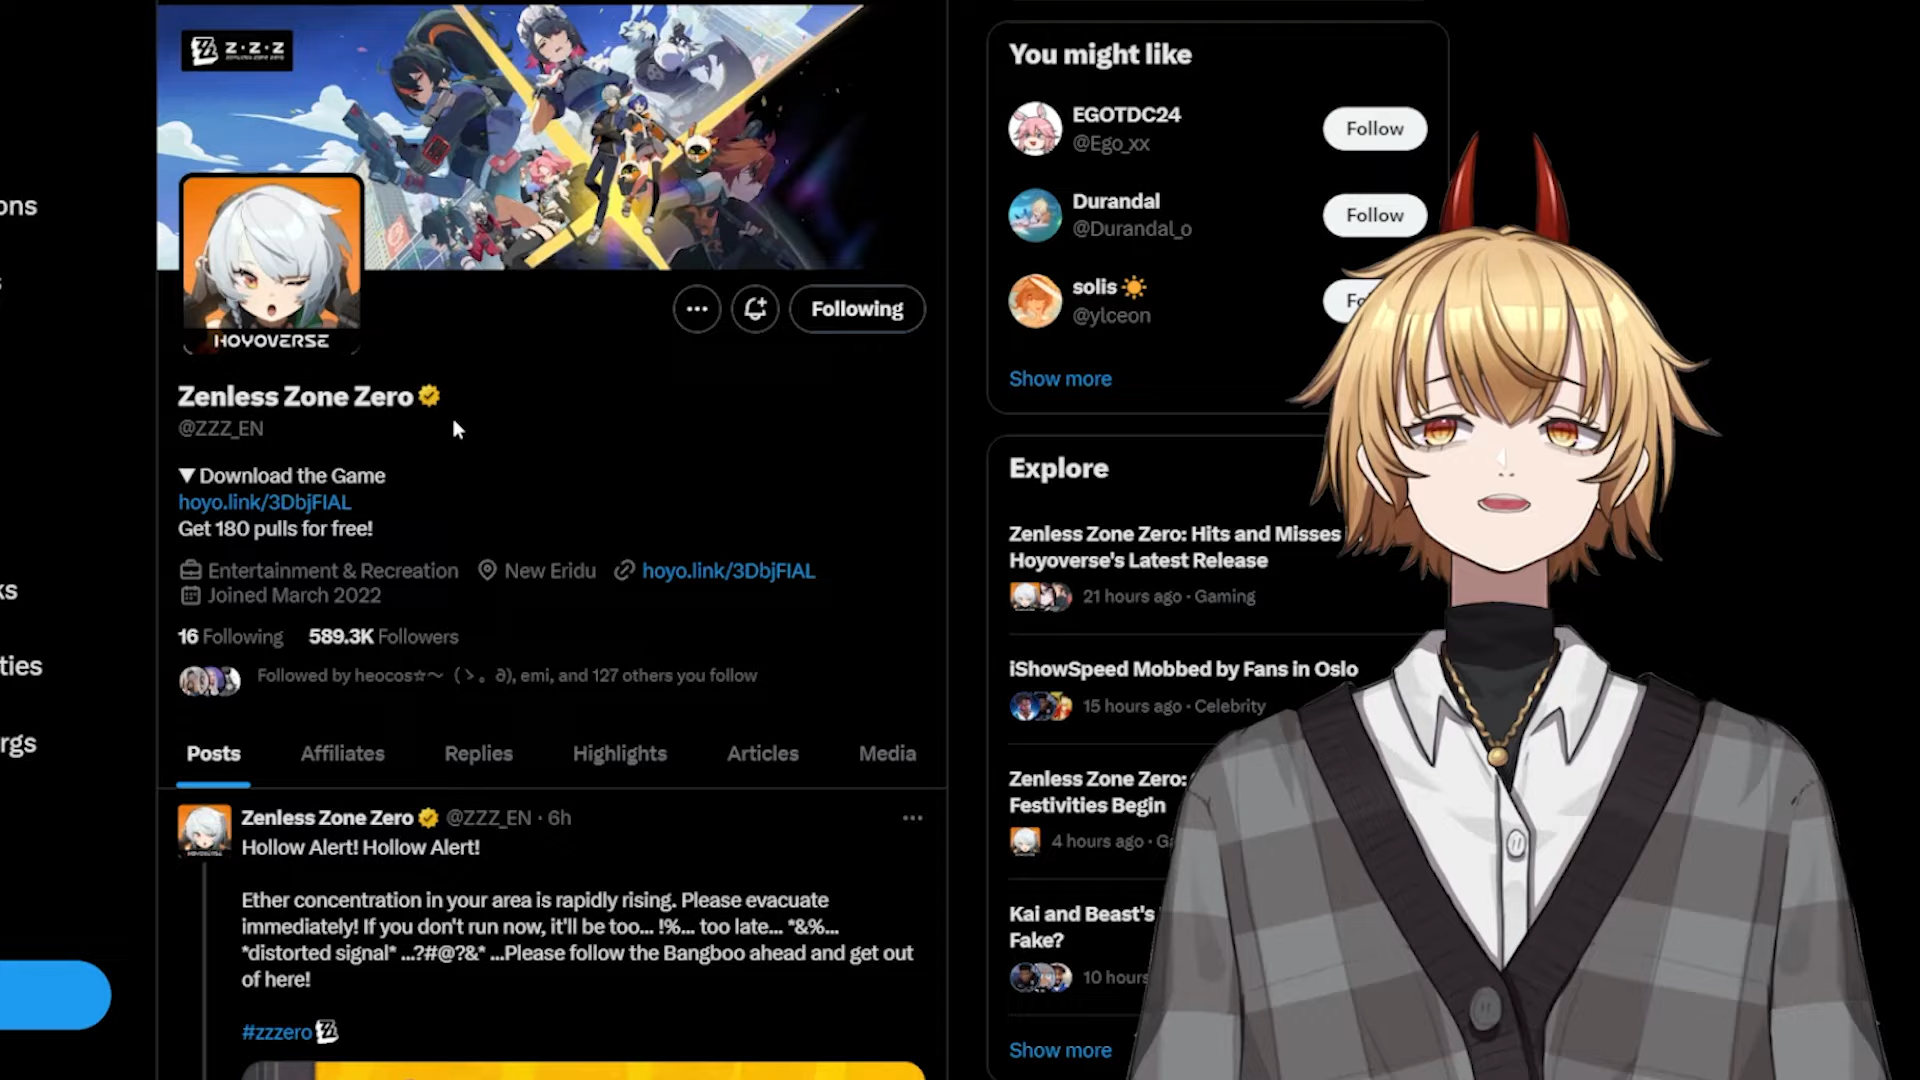 Z·Z·Z
ZENLESS ZONE ZERO
HOYOVERSE
Following
Zenless Zone Zero
@ZZZ_EN
▼Download the Game
hoyo.link/3DbjFIAL
Get 180 pulls for free!
Entertainment & Recreation New Eridu hoyo.link/3DbjFIAL
Joined March 2022
16 Following 589.3K Followers
Followed by heocos☆〜 (>。∂), emi, and 127 others you follow
Posts Affiliates Replies Highlights Articles Media
Zenless Zone Zero @ZZZ_EN · 6h
Hollow Alert! Hollow Alert!
Ether concentration in your area is rapidly rising. Please evacuate
immediately! If you don't run now, it'll be too... !%... too late... *&%...
*distorted signal* ...?#@?&* ...Please follow the Bangboo ahead and get out
of here!
#zzzero
ons
s
ks
ties
rgs
You might like
EGOTDC24
@Ego_xx
Follow
Durandal
@Durandal_o
Follow
solis☀️
@ylceon
Fo
Show more
Explore
Zenless Zone Zero: Hits and Misses
Hoyoverse's Latest Release
21 hours ago · Gaming
iShowSpeed Mobbed by Fans in Oslo
15 hours ago · Celebrity
Zenless Zone Zero:
Festivities Begin
4 hours ago · Ga
Kai and Beast's
Fake?
10 hours
Show more